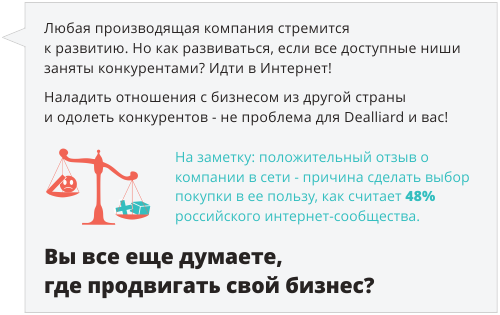 Любая производящая компания стремится
к развитию. Но как развиваться, если все доступные ниши
заняты конкурентами? Идти в Интернет!
Наладить отношения с бизнесом из другой страны
и одолеть конкурентов - не проблема для Dealliard и вас!
На заметку: положительный отзыв о
компании в сети - причина сделать выбор
покупки в ее пользу, как считает 48%
российского интернет-сообщества.
Вы все еще думаете,
где продвигать свой бизнес?